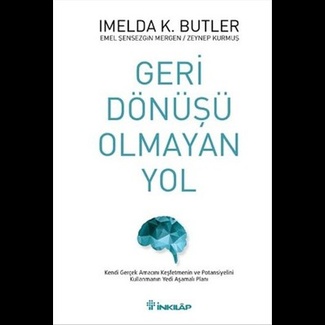 IMELDA K. BUTLER
EMEL ŞENSEZGİN MERGEN / ZEYNEP KURMUŞ
GERİ
DÖNÜŞÜ
OLMAYAN
YOL
Kendi Gerçek Amacını Keşfetmenin ve Potansiyelini
Kullanmanın Yedi Aşamalı Planı
İNKILÂP